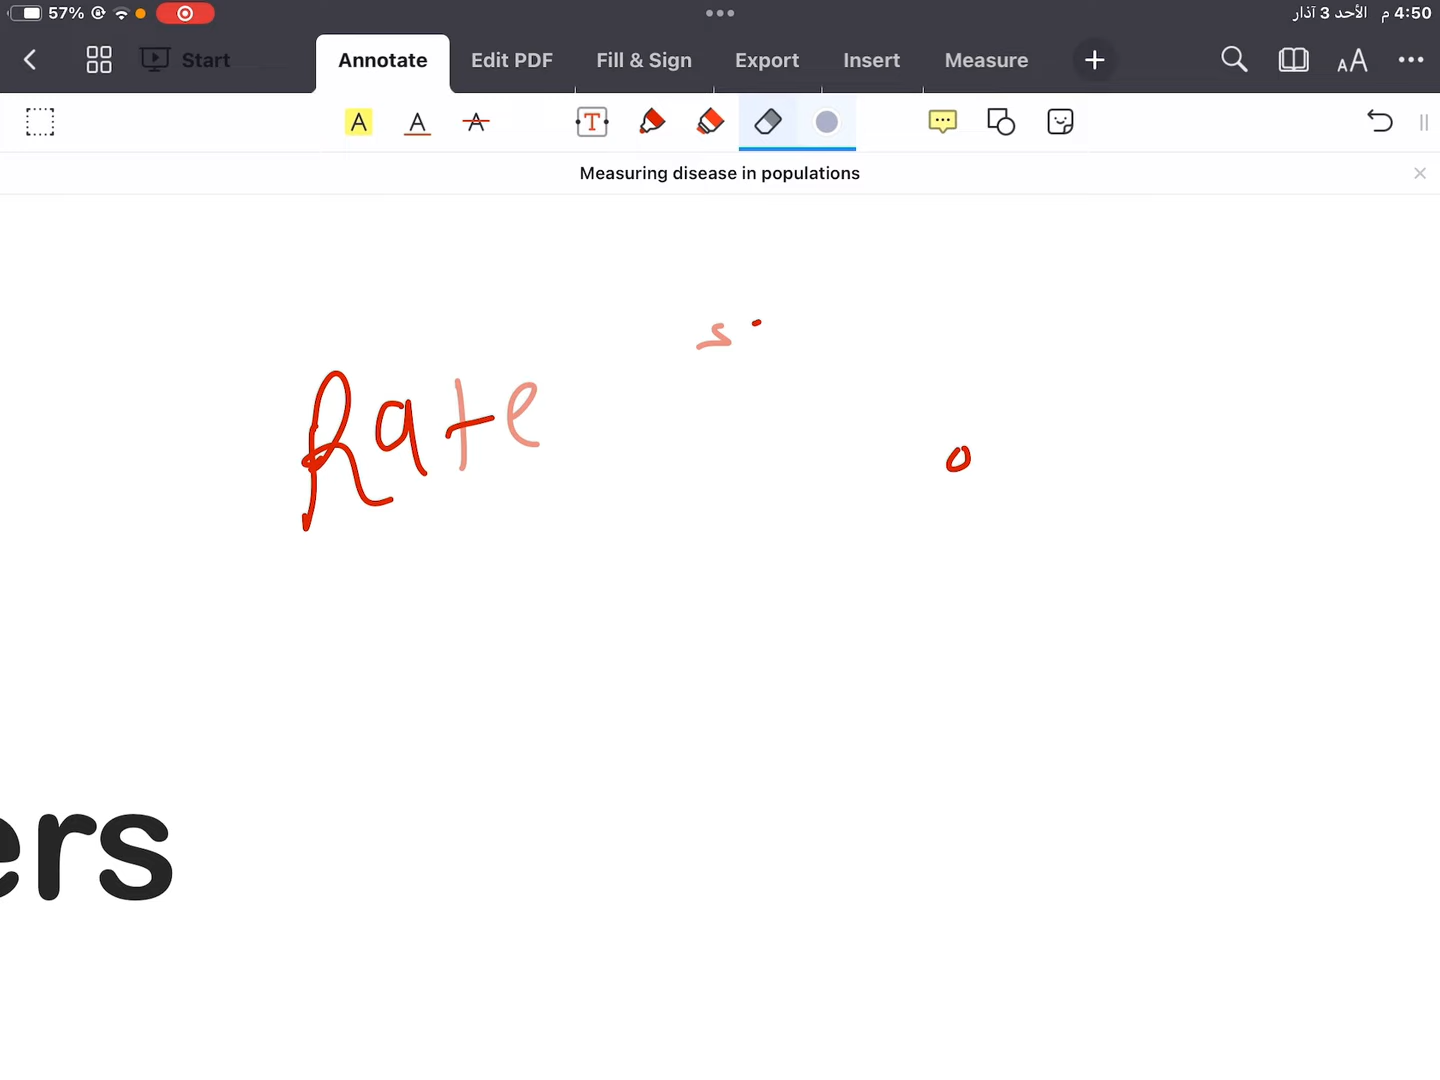 57% الأحد 3 آذار 4:50 م
Start Annotate Edit PDF Fill & Sign Export Insert Measure
A A A T
Measuring disease in populations
s
Rate
o
ers